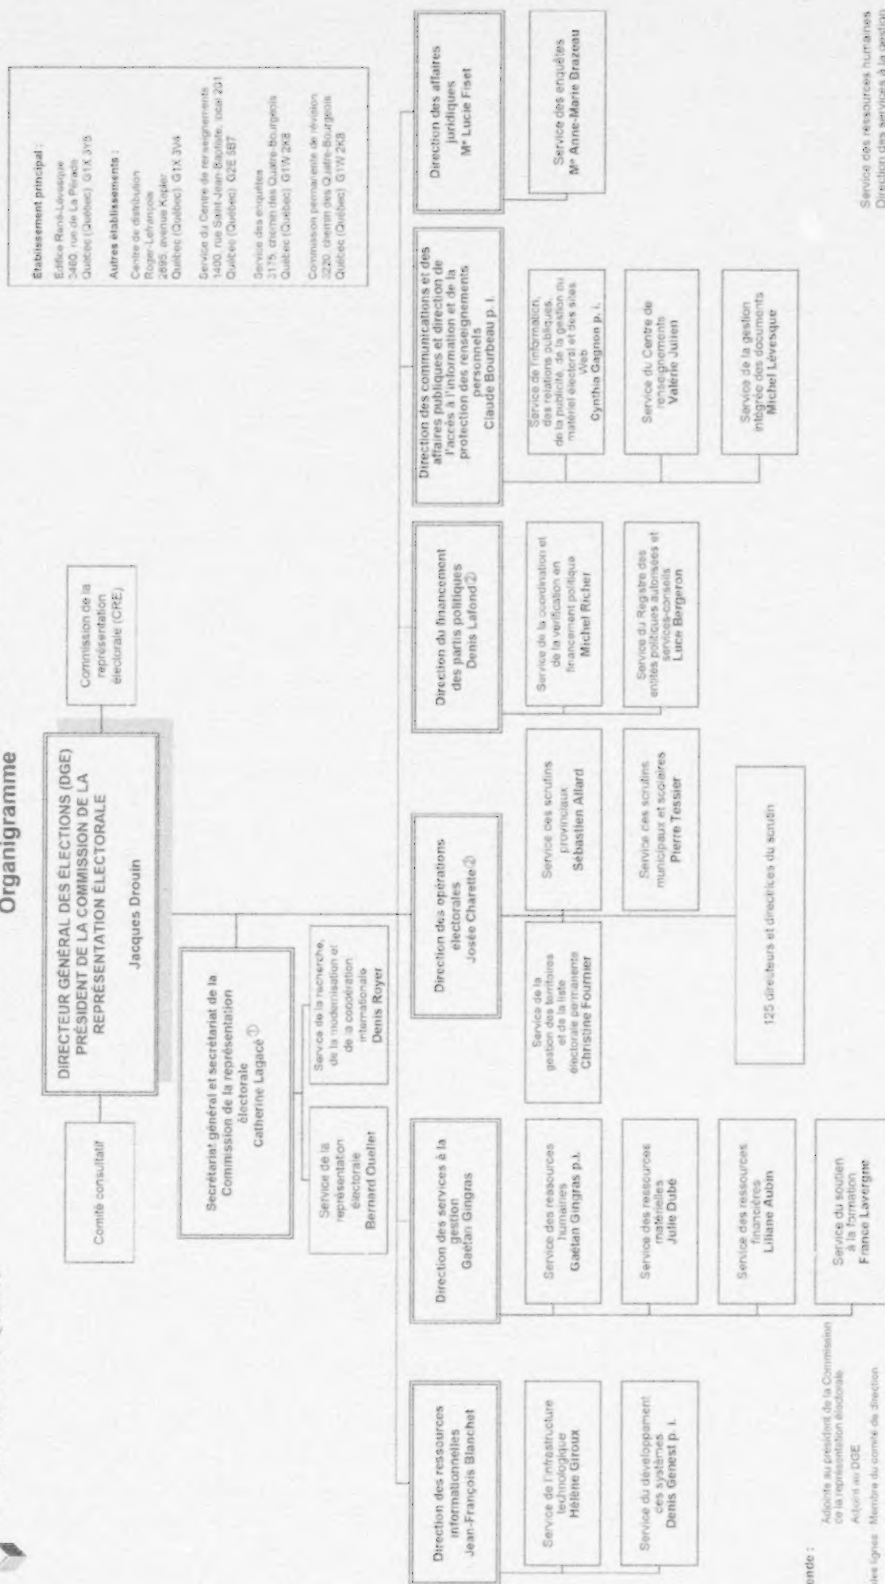 Organigramme
DIRECTEUR GÉNÉRAL DES ÉLECTIONS (DGE)
PRÉSIDENT DE LA COMMISSION DE LA
REPRÉSENTATION ÉLECTORALE
Jacques Drouin
Comité consultatif
Commission de la
représentation
électorale (CRE)
Établissement principal :
Édifice René-Lévesque
3460, rue de La Pérade
Québec (Québec) G1X 3Y5
Autres établissements :
Centre de distribution
Roger-Lefrançois
2695, avenue Kepler
Québec (Québec) G1X 3V4
Service du Centre de renseignements
1400, rue Saint-Jean-Baptiste, local 201
Québec (Québec) G2E 5B7
Service des enquêtes
3175, chemin des Quatre-Bourgeois
Québec (Québec) G1W 2K8
Commission permanente de révision
3220, chemin des Quatre-Bourgeois
Québec (Québec) G1W 2K8
Secrétariat général et secrétariat de la
Commission de la représentation
électorale
Catherine Lagacé ①
Service de la
représentation
électorale
Bernard Ouellet
Service de la recherche,
de la modernisation et
de la coopération
internationale
Denis Royer
Direction des ressources
informationnelles
Jean-François Blanchet
Service de l'infrastructure
technologique
Hélène Giroux
Service du développement
des systèmes
Denis Genest p. i.
Direction des services à la
gestion
Gaétan Gingras
Service des ressources
humaines
Gaétan Gingras p.i.
Service des ressources
matérielles
Julie Dubé
Service des ressources
financières
Liliane Aubin
Service du soutien
à la formation
France Lavergne
Direction des opérations
électorales
Josée Charette ②
Service de la
gestion des territoires
et de la liste
électorale permanente
Christine Fournier
Service des scrutins
provinciaux
Sébastien Allard
Service des scrutins
municipaux et scolaires
Pierre Tessier
125 directeurs et directrices du scrutin
Direction du financement
des partis politiques
Denis Lafond ②
Service de la coordination et
de la vérification en
financement politique
Michel Richer
Service du Registre des
entités politiques autorisées et
services-conseils
Luce Bergeron
Direction des communications et des
affaires publiques et direction de
l'accès à l'information et de la
protection des renseignements
personnels
Claude Bourbeau p. i.
Service de l'information,
des relations publiques,
de la publicité, de la gestion du
matériel électoral et des sites
Web
Cynthia Gagnon p. i.
Service du Centre de
renseignements
Valérie Julien
Service de la gestion
intégrée des documents
Michel Lévesque
Direction des affaires
juridiques
Me Lucie Fiset
Service des enquêtes
Me Anne-Marie Brazeau
ende :
Adjointe au président de la Commission
de la représentation électorale
Adjoint au DGE
les lignes Membre du comité de direction
Service des ressources humaines
Direction des services à la gestion